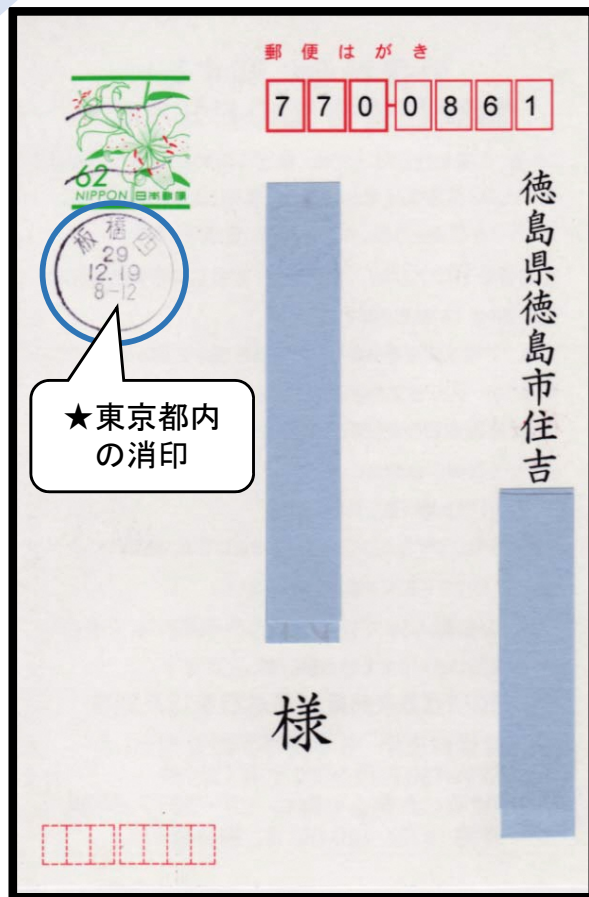 郵便はがき
770-0861
62
NIPPON 日本郵便
板橋西
29
12.19
8-12
徳島県徳島市住吉
★東京都内
の消印
様